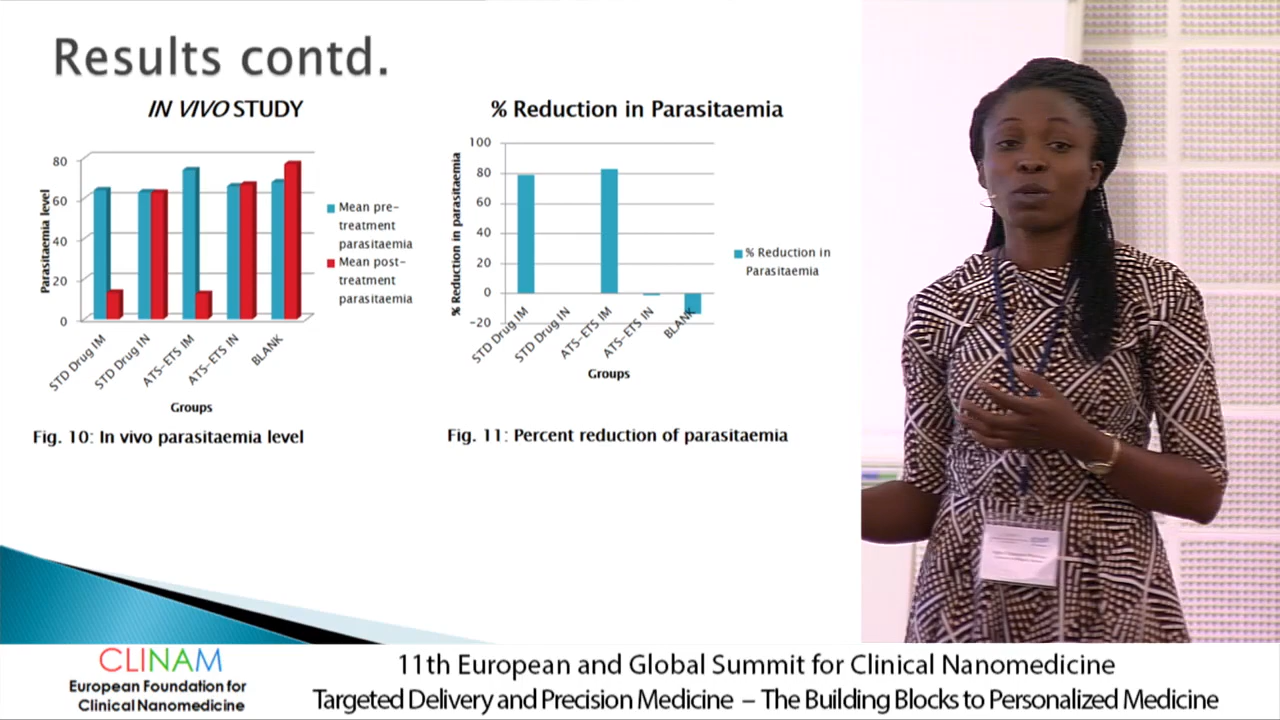 Results contd.
IN VIVO STUDY
80
60
40
20
0
Parasitaemia level
STD Drug IM
STD Drug IN
ATS-ETS IM
ATS-ETS IN
BLANK
Groups
Mean pre-
treatment
parasitaemia
Mean post-
treatment
parasitaemia
Fig. 10: In vivo parasitaemia level
% Reduction in Parasitaemia
100
80
60
40
20
0
-20
% Reduction in parasitaemia
STD Drug IM
STD Drug IN
ATS-ETS IM
ATS-ETS IN
BLANK
Groups
% Reduction in
Parasitaemia
Fig. 11: Percent reduction of parasitaemia
CLINAM
European Foundation for
Clinical Nanomedicine
11th European and Global Summit for Clinical Nanomedicine
Targeted Delivery and Precision Medicine – The Building Blocks to Personalized Medicine